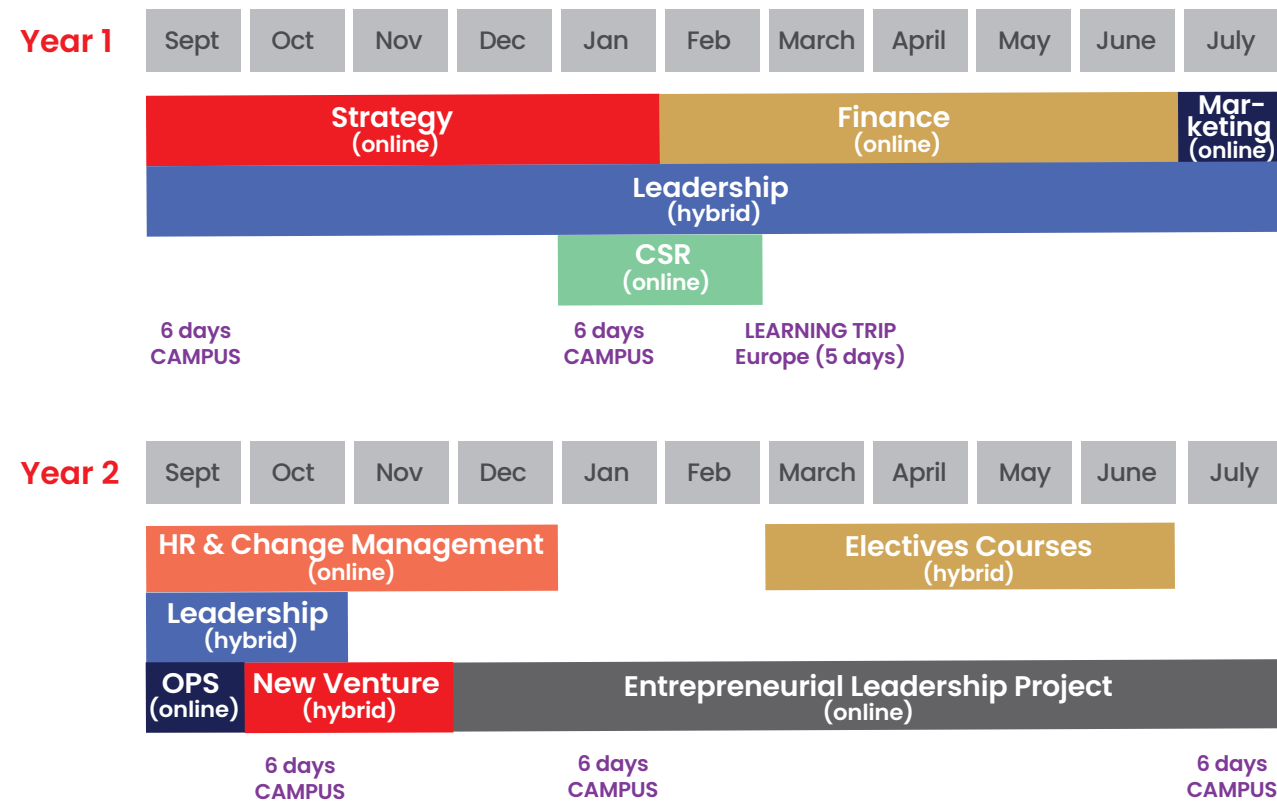 Year 1
Sept Oct Nov Dec Jan Feb March April May June July
Strategy
(online)
Finance
(online)
Mar-
keting
(online)
Leadership
(hybrid)
CSR
(online)
6 days
CAMPUS
6 days
CAMPUS
LEARNING TRIP
Europe (5 days)
Year 2
Sept Oct Nov Dec Jan Feb March April May June July
HR & Change Management
(online)
Electives Courses
(hybrid)
Leadership
(hybrid)
OPS
(online)
New Venture
(hybrid)
Entrepreneurial Leadership Project
(online)
6 days
CAMPUS
6 days
CAMPUS
6 days
CAMPUS